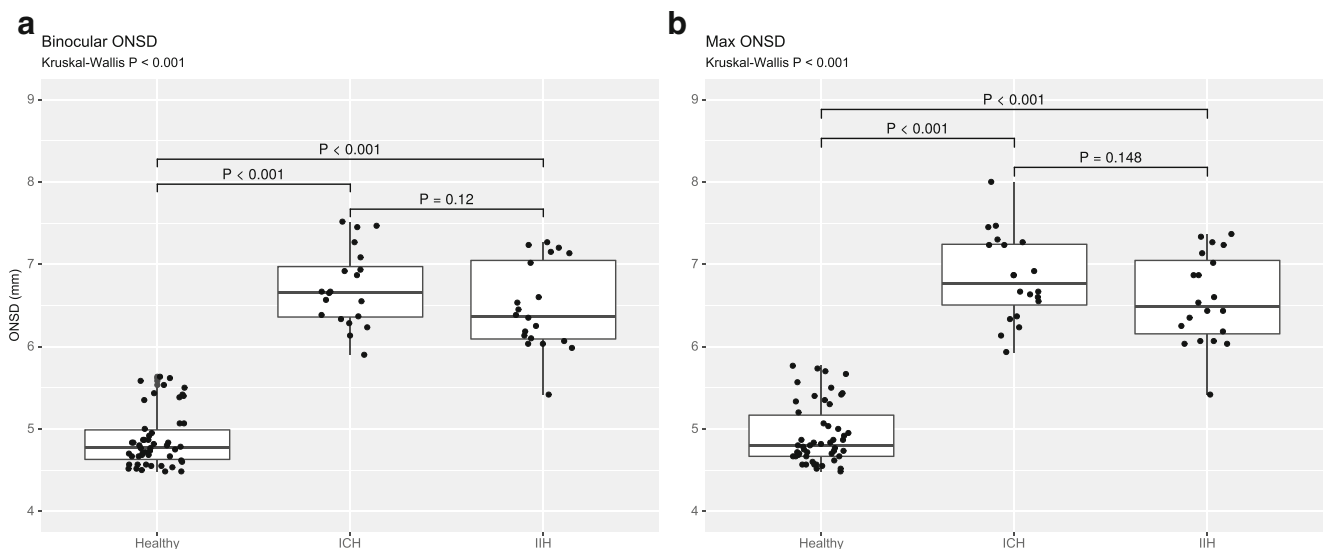 a
Binocular ONSD
Kruskal-Wallis P < 0.001
ONSD (mm)
9
8
7
6
5
4
P < 0.001
P < 0.001
P = 0.12
Healthy
ICH
IIH
b
Max ONSD
Kruskal-Wallis P < 0.001
9
8
7
6
5
4
P < 0.001
P < 0.001
P = 0.148
Healthy
ICH
IIH